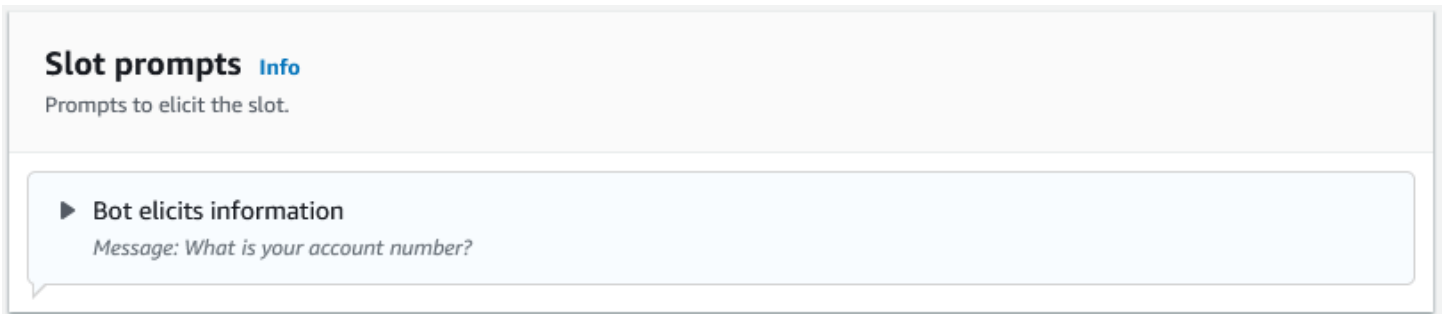 Slot prompts Info
Prompts to elicit the slot.
Bot elicits information
Message: What is your account number?